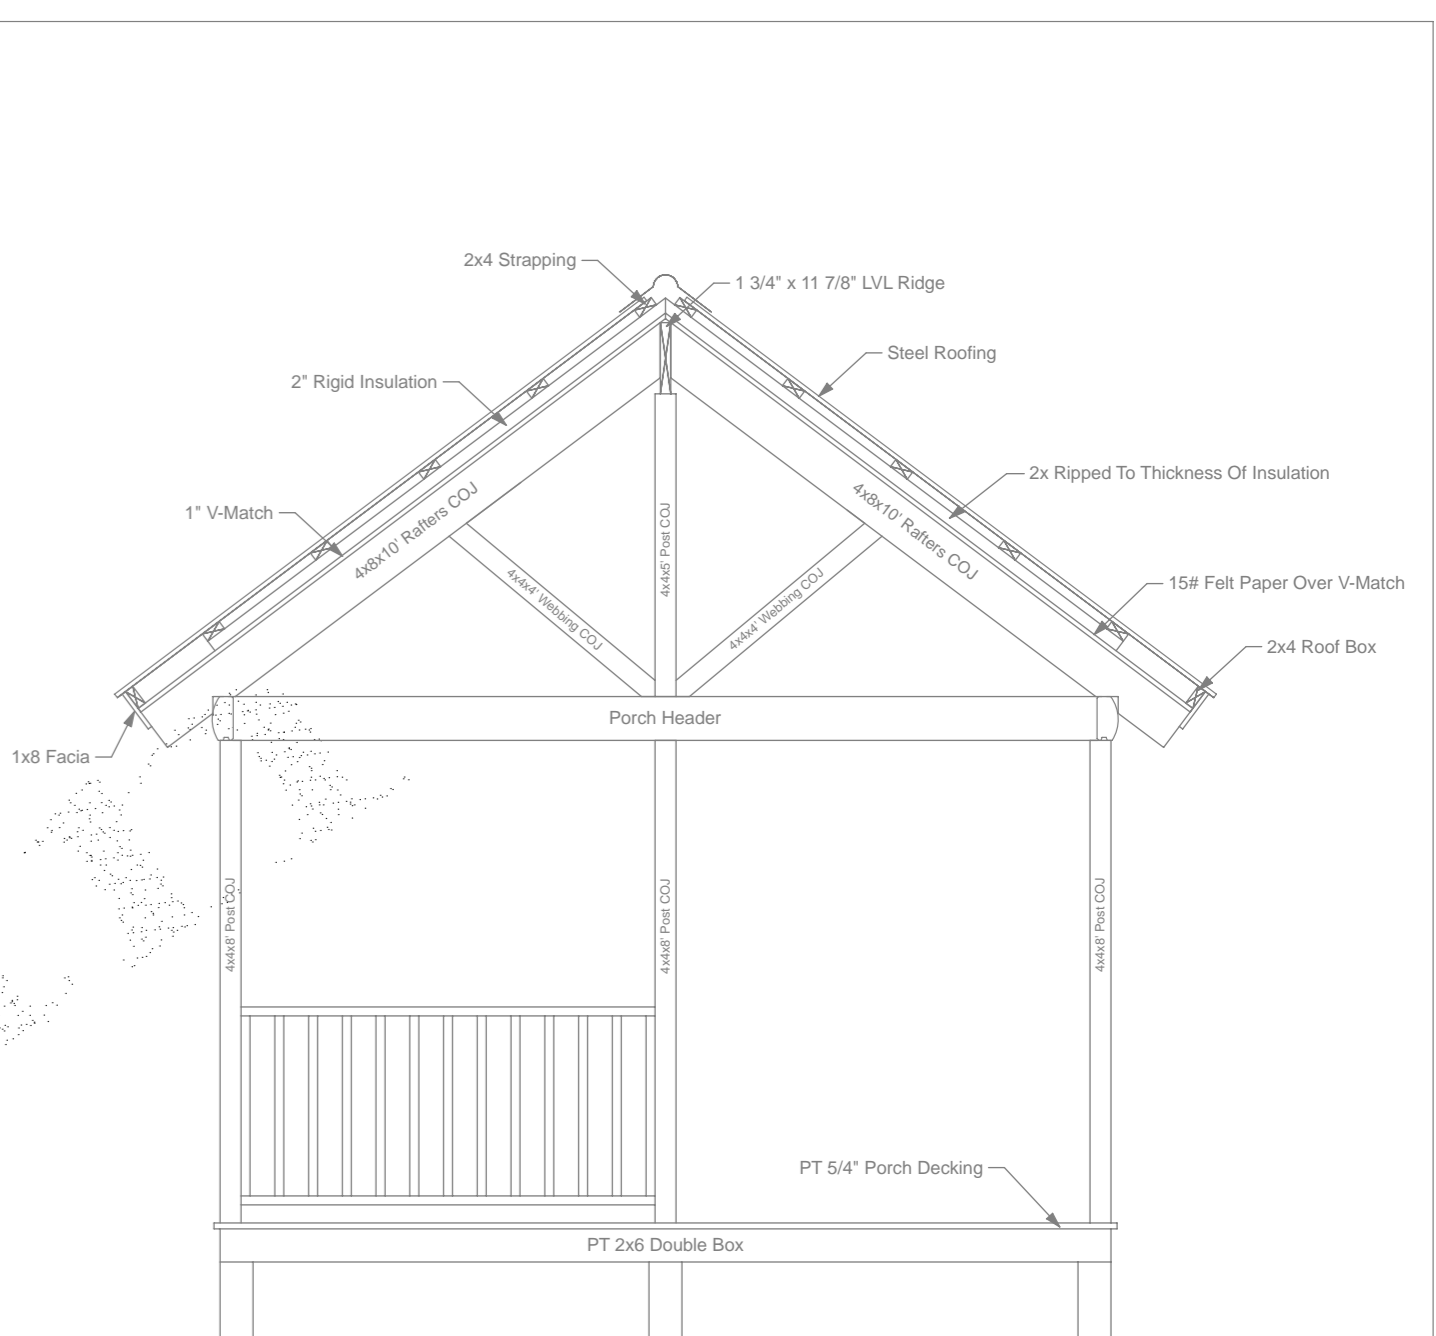 2x4 Strapping
1 3/4" x 11 7/8" LVL Ridge
Steel Roofing
2" Rigid Insulation
2x Ripped To Thickness Of Insulation
1" V-Match
4x8x10' Rafters COJ
4x8x10' Rafters COJ
4x4x5' Post COJ
4x4x4' Webbing COJ
4x4x4' Webbing COJ
15# Felt Paper Over V-Match
2x4 Roof Box
Porch Header
1x8 Facia
4x4x8' Post COJ
4x4x8' Post COJ
4x4x8' Post COJ
PT 5/4" Porch Decking
PT 2x6 Double Box